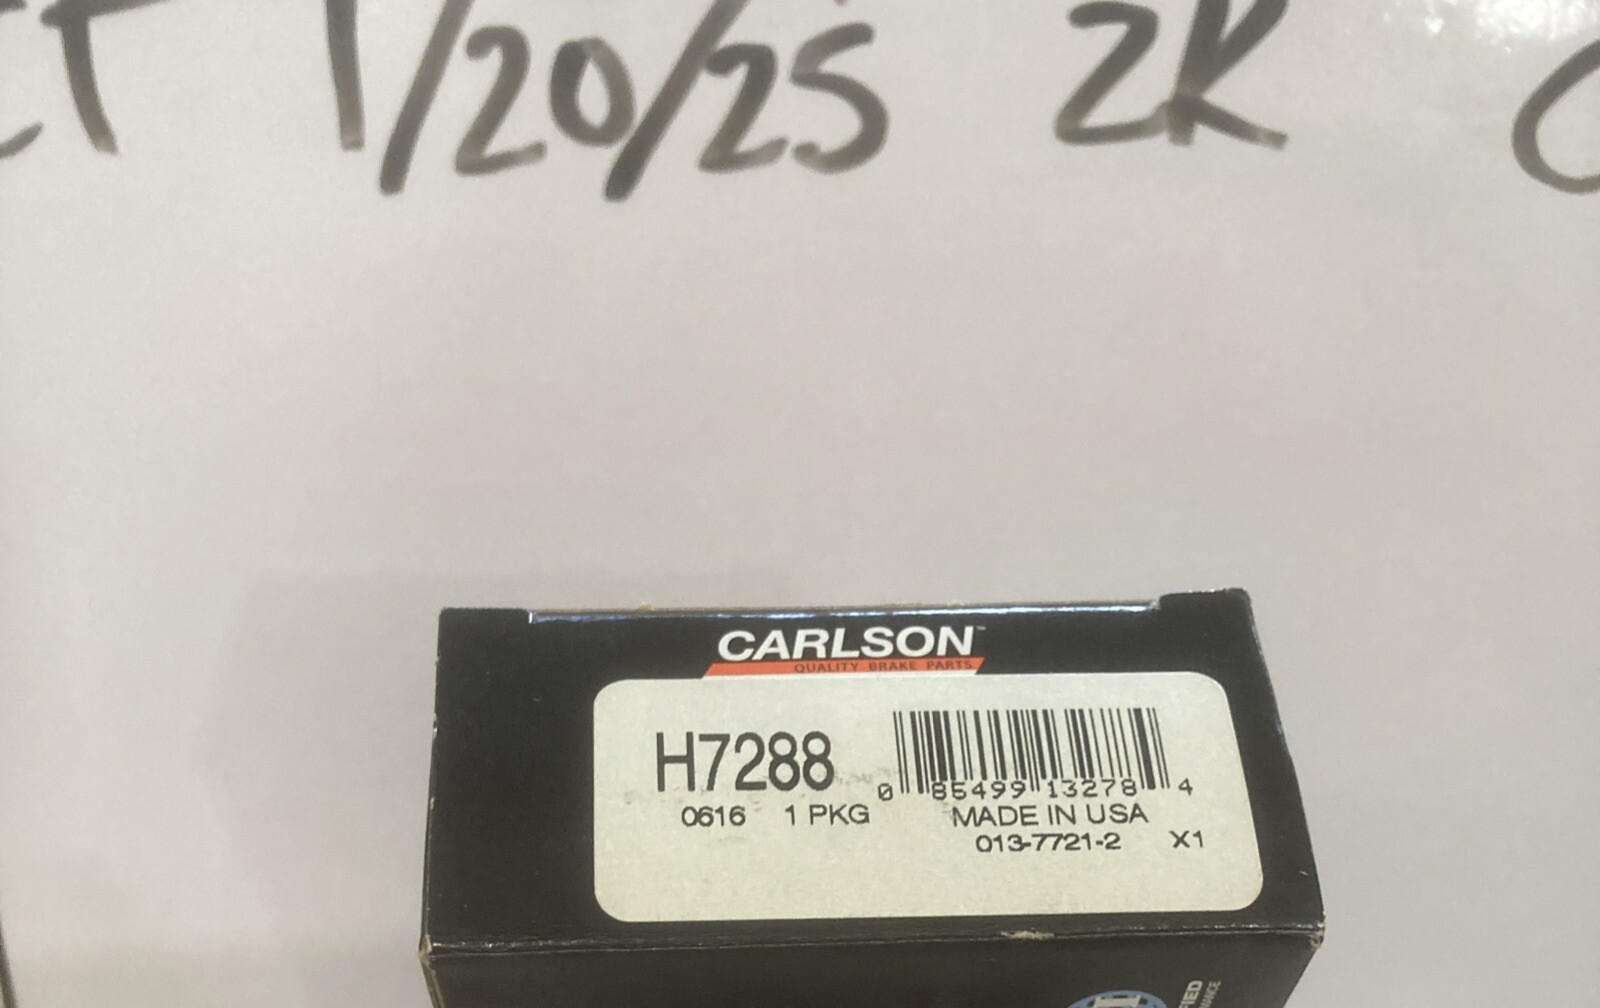 1/20/25 2R
CARLSON™
QUALITY BRAKE PARTS
H7288
0 85499 13278 4
0616 1 PKG MADE IN USA
013-7721-2 X1